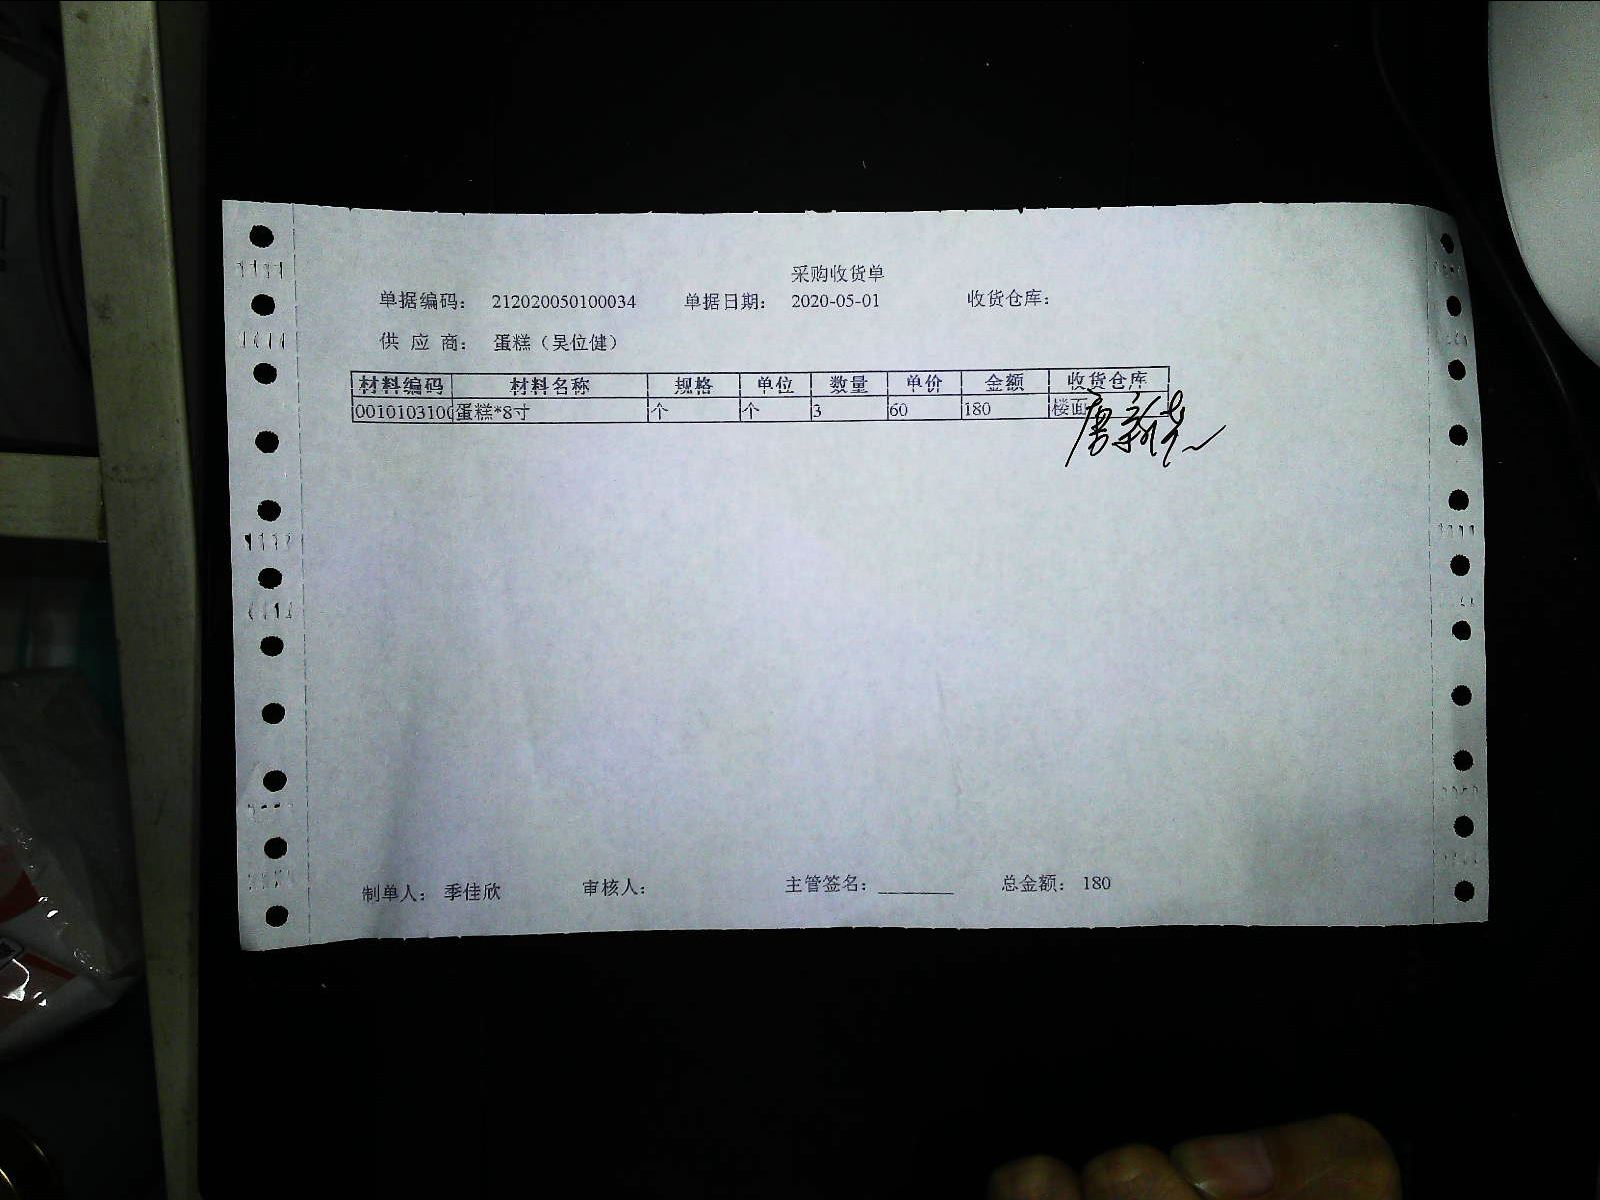 采购收货单
单据编码: 212020050100034 单据日期: 2020-05-01 收货仓库:
供 应 商: 蛋糕(吴位健)
材料编码 材料名称 规格 单位 数量 单价 金额 收货仓库
0010103100 蛋糕*8寸 个 个 3 60 180 楼面
制单人: 季佳欣 审核人: 主管签名: 总金额: 180